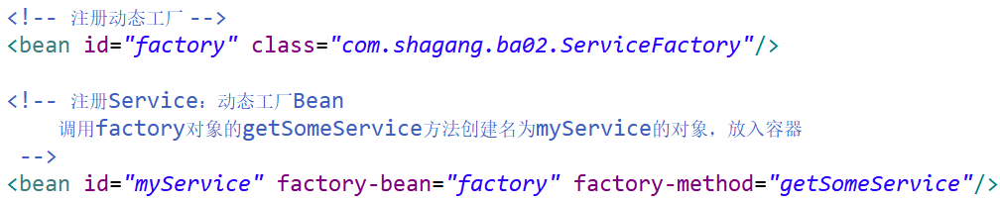 <!-- 注册动态工厂 -->
<bean id="factory" class="com.shagang.ba02.ServiceFactory"/>
<!-- 注册Service：动态工厂Bean
调用factory对象的getSomeService方法创建名为myService的对象，放入容器
-->
<bean id="myService" factory-bean="factory" factory-method="getSomeService"/>